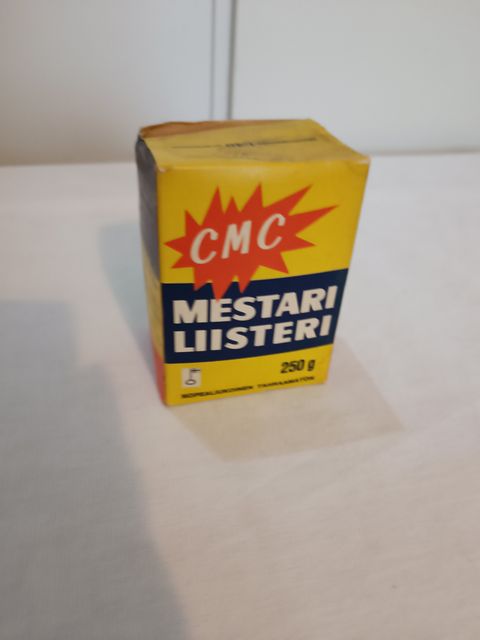 CMC
MESTARI
LIISTERI
250 g
NOPEALIUKOINEN TAHRAAMATON